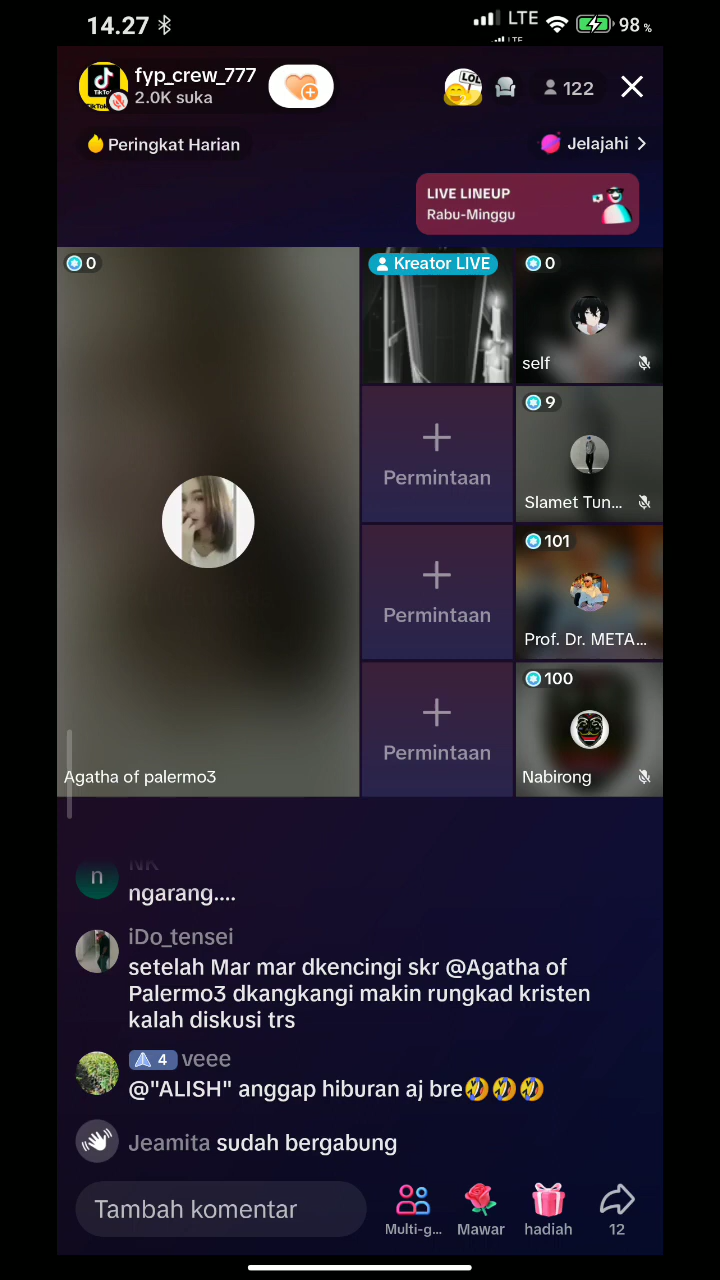 14.27
LTE
98 %
LTE
fyp_crew_777
LOL
122
2.0K suka
Peringkat Harian
Jelajahi
LIVE LINEUP
Rabu-Minggu
0
Kreator LIVE
0
self
9
Permintaan
Slamet Tun...
101
Permintaan
Prof. Dr. META...
100
Permintaan
Agatha of palermo3
Nabirong
NK
n
ngarang....
iDo_tensei
setelah Mar mar dkencingi skr @Agatha of
Palermo3 dkangkangi makin rungkad kristen
kalah diskusi trs
4 veee
@"ALISH" anggap hiburan aj bre🤣🤣🤣
Jeamita sudah bergabung
Tambah komentar
Multi-g...
Mawar
hadiah
12